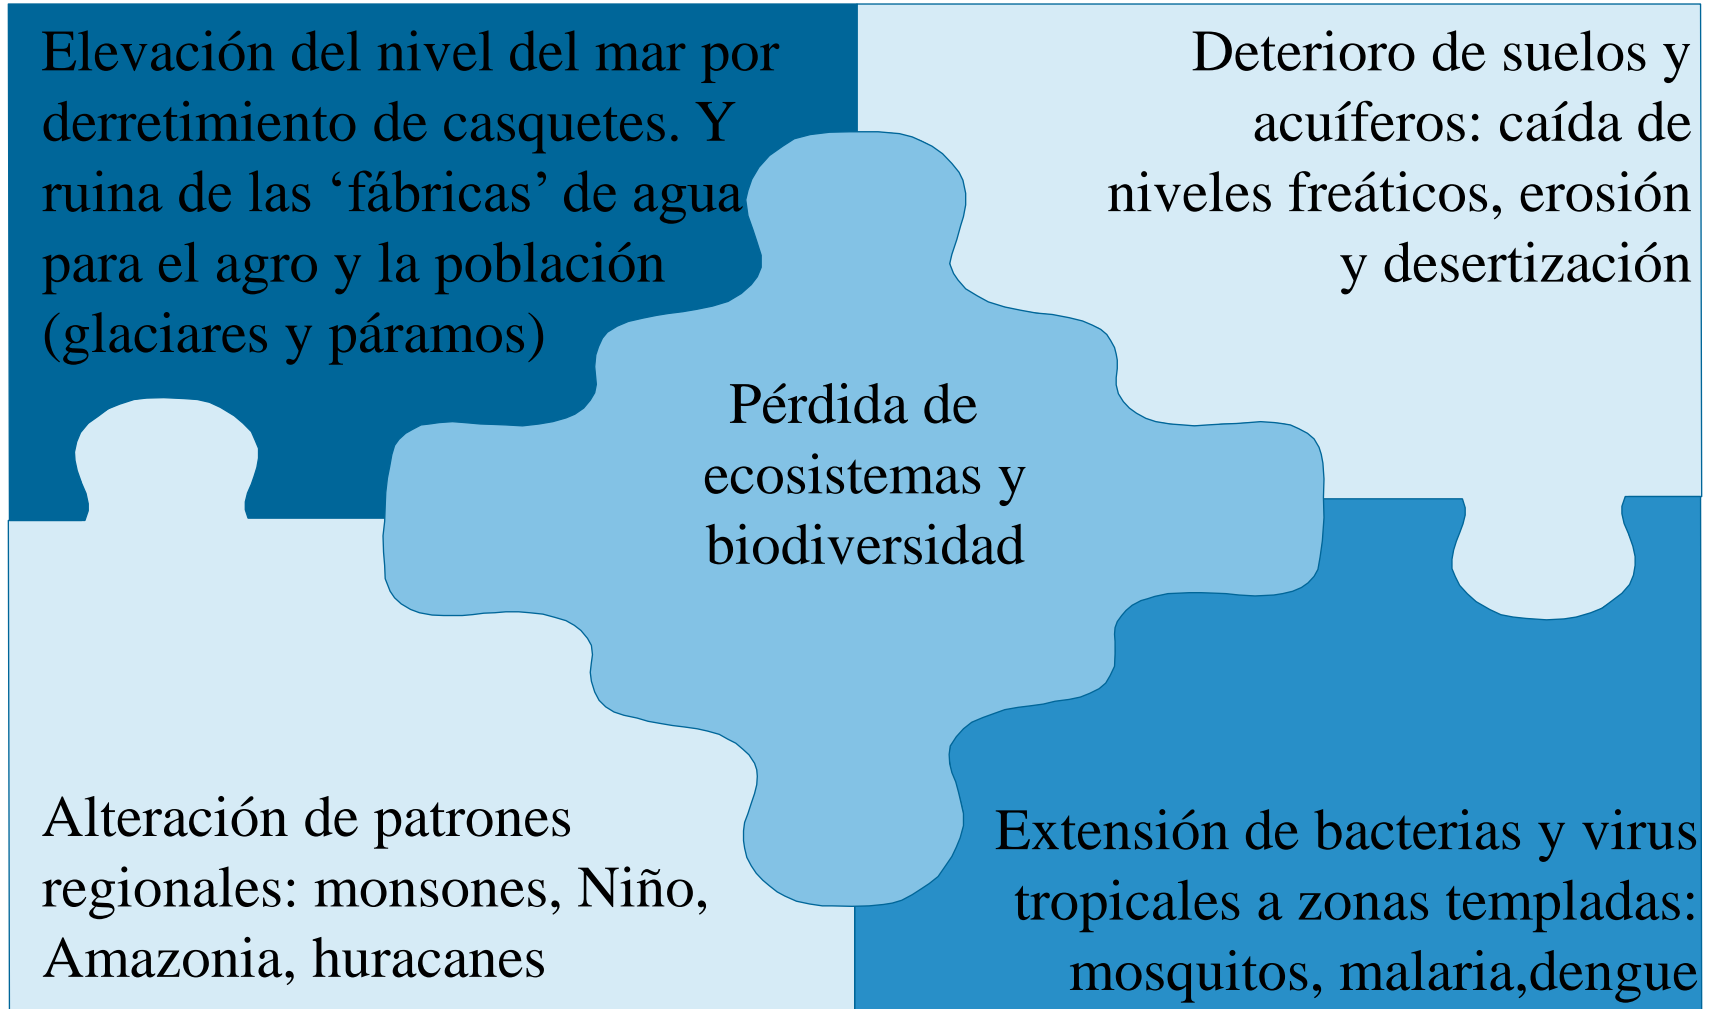 Elevación del nivel del mar por
derretimiento de casquetes. Y
ruina de las ‘fábricas’ de agua
para el agro y la población
(glaciares y páramos)
Deterioro de suelos y
acuíferos: caída de
niveles freáticos, erosión
y desertización
Pérdida de
ecosistemas y
biodiversidad
Alteración de patrones
regionales: monsones, Niño,
Amazonia, huracanes
Extensión de bacterias y virus
tropicales a zonas templadas:
mosquitos, malaria,dengue